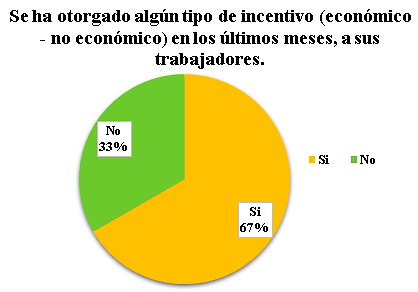 Se ha otorgado algún tipo de incentivo (económico
- no económico) en los últimos meses, a sus
trabajadores.
No
33%
Si
67%
Si
No